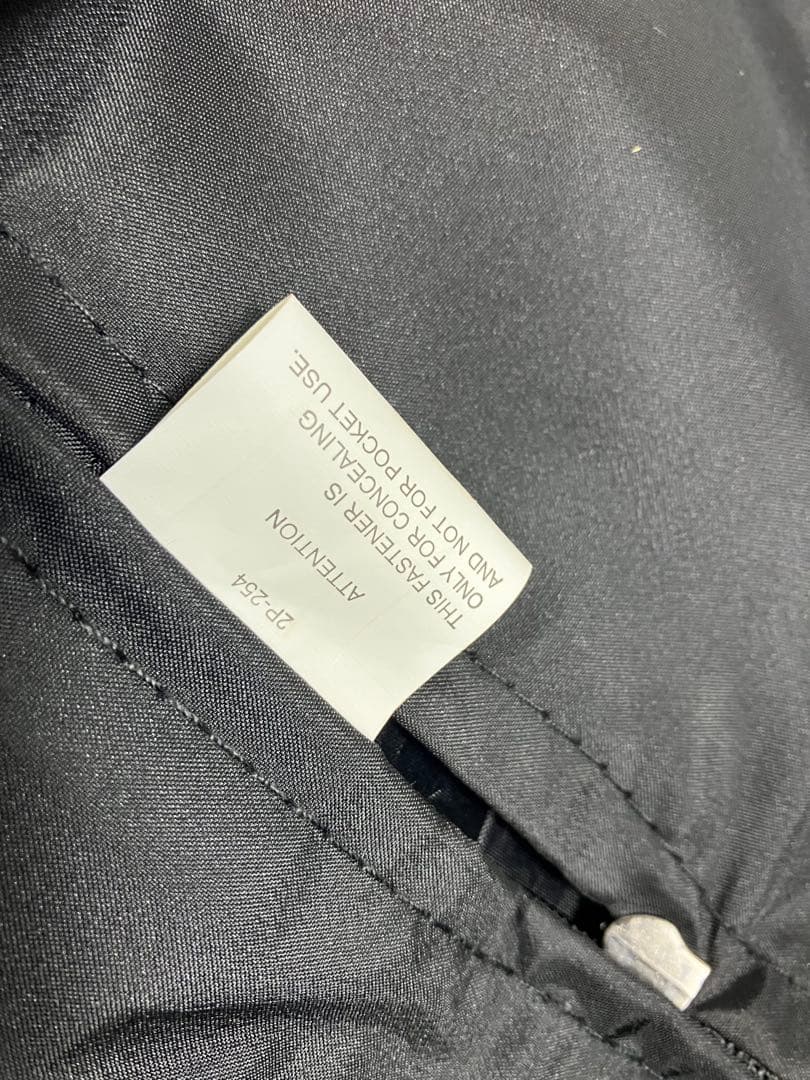 2P-254
ATTENTION
THIS FASTENER IS
ONLY FOR CONCEALING
AND NOT FOR POCKET USE.